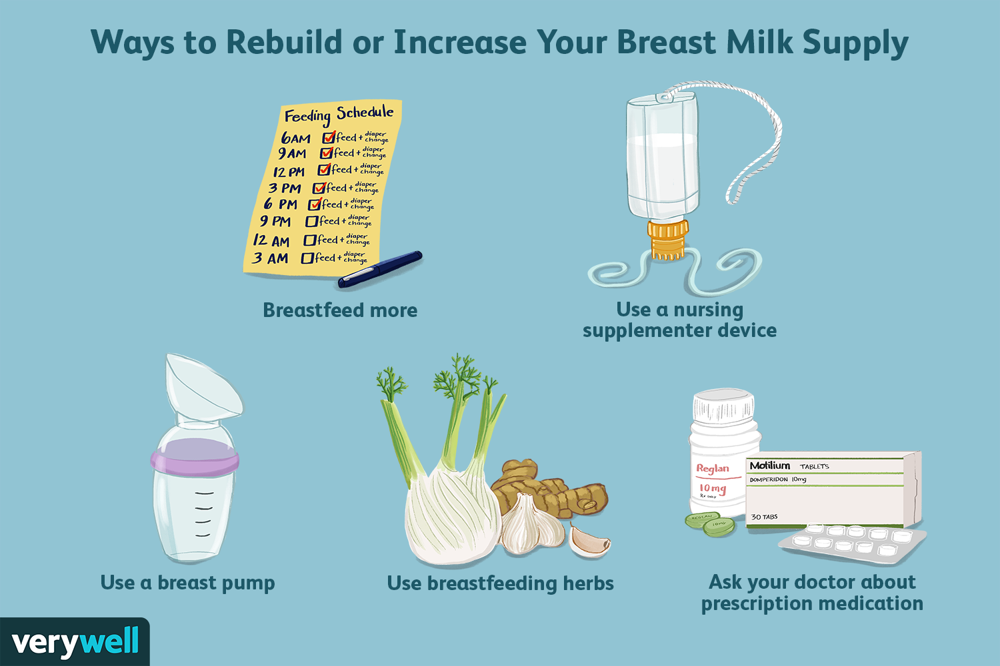 Ways to Rebuild or Increase Your Breast Milk Supply
Feeding Schedule
6AM feed + diaper change
9AM feed + diaper change
12 PM feed + diaper change
3 PM feed + diaper change
6 PM feed + diaper change
9 PM feed + diaper change
12 AM feed + diaper change
3 AM feed + diaper change
Breastfeed more
Use a nursing
supplementer device
Use a breast pump
Use breastfeeding herbs
Reglan
10mg
Rx only
REGLAN
10MG
Motilium TABLETS
DOMPERIDON 10mg
30 TABS
Ask your doctor about
prescription medication
verywell